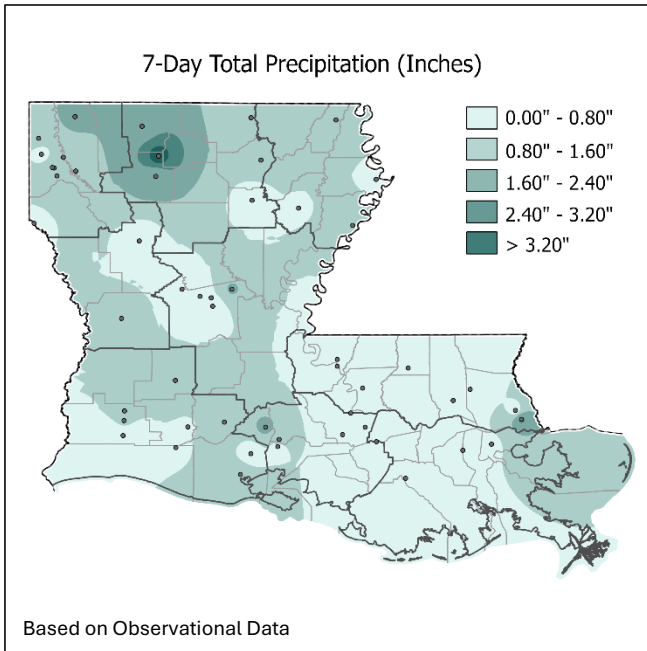 7-Day Total Precipitation (Inches)
0.00" - 0.80"
0.80" - 1.60"
1.60" - 2.40"
2.40" - 3.20"
> 3.20"
Based on Observational Data